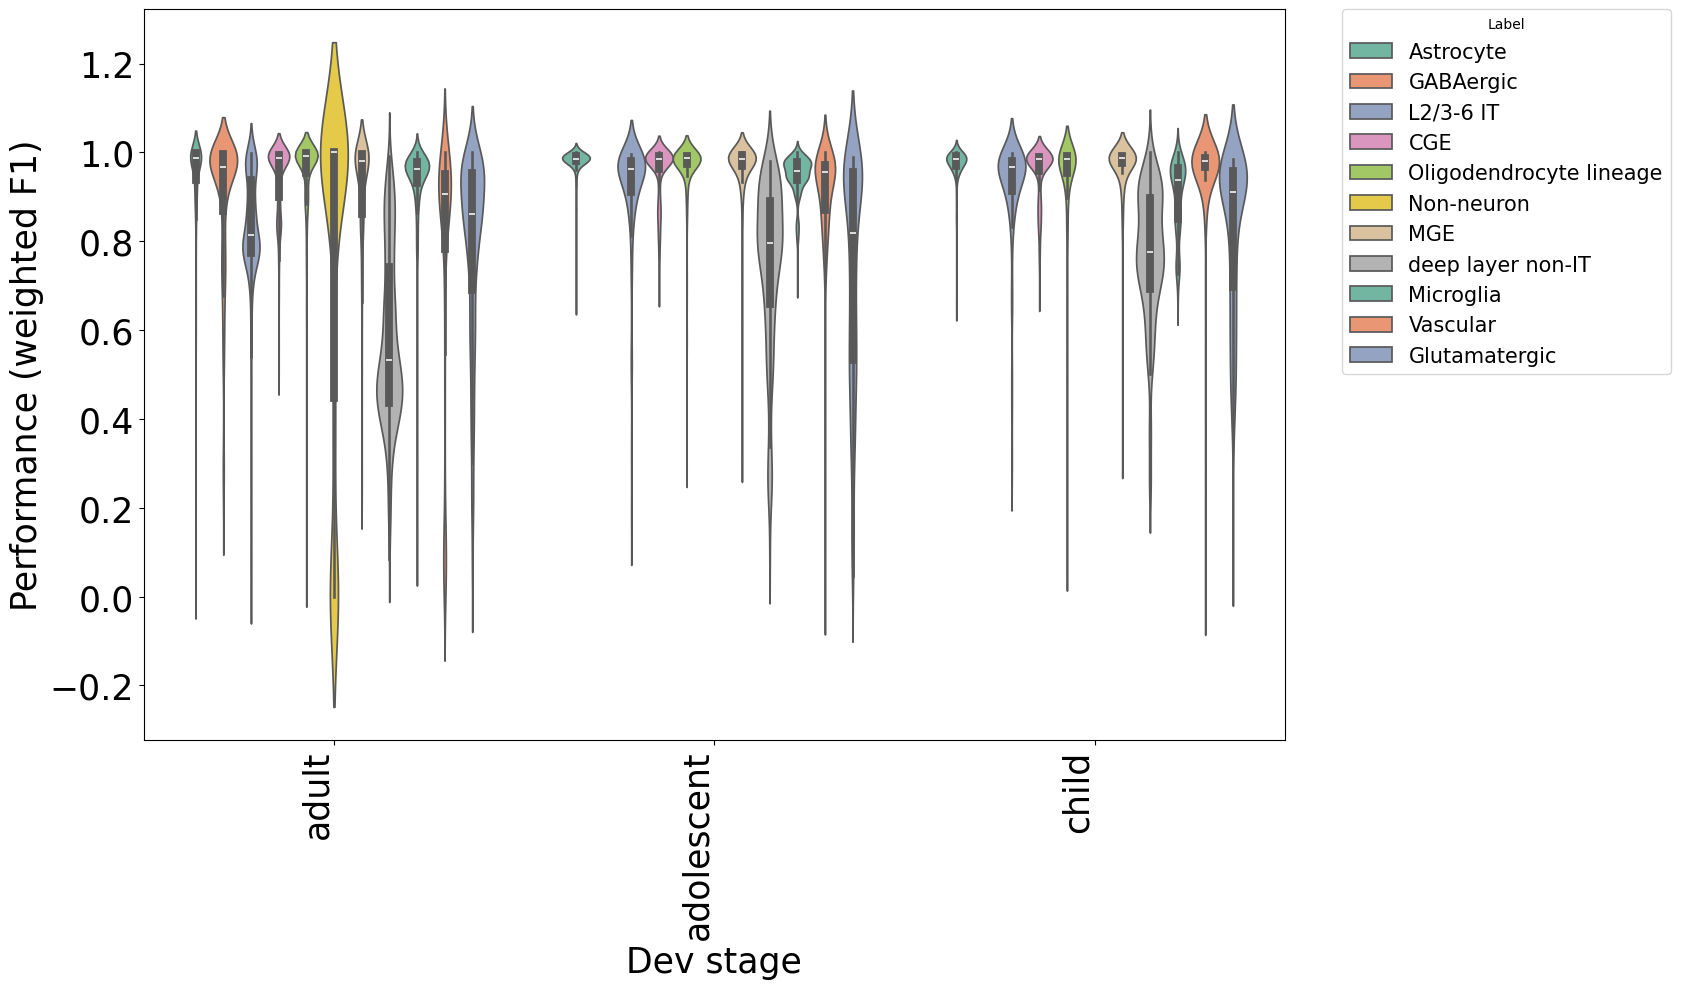 Performance (weighted F1)
1.2
1.0
0.8
0.6
0.4
0.2
0.0
−0.2
adult
adolescent
child
Dev stage
Label
Astrocyte
GABAergic
L2/3-6 IT
CGE
Oligodendrocyte lineage
Non-neuron
MGE
deep layer non-IT
Microglia
Vascular
Glutamatergic